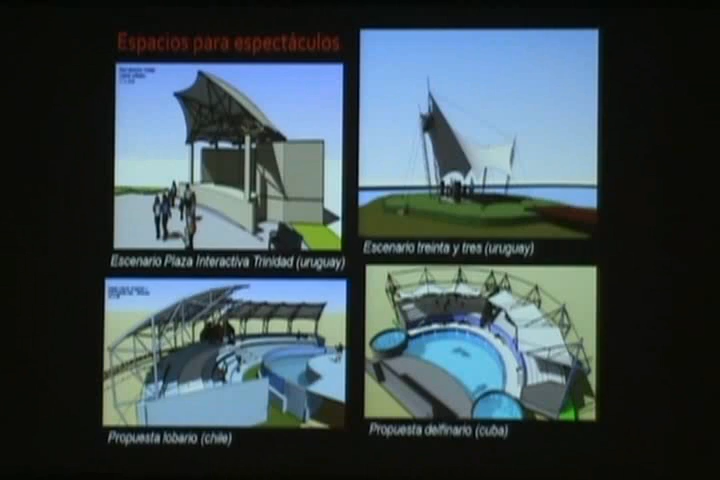 Espacios para espectáculos
Escenario Plaza Interactiva Trinidad (uruguay)
Escenario treinta y tres (uruguay)
Propuesta lobario (chile)
Propuesta delfinario (cuba)